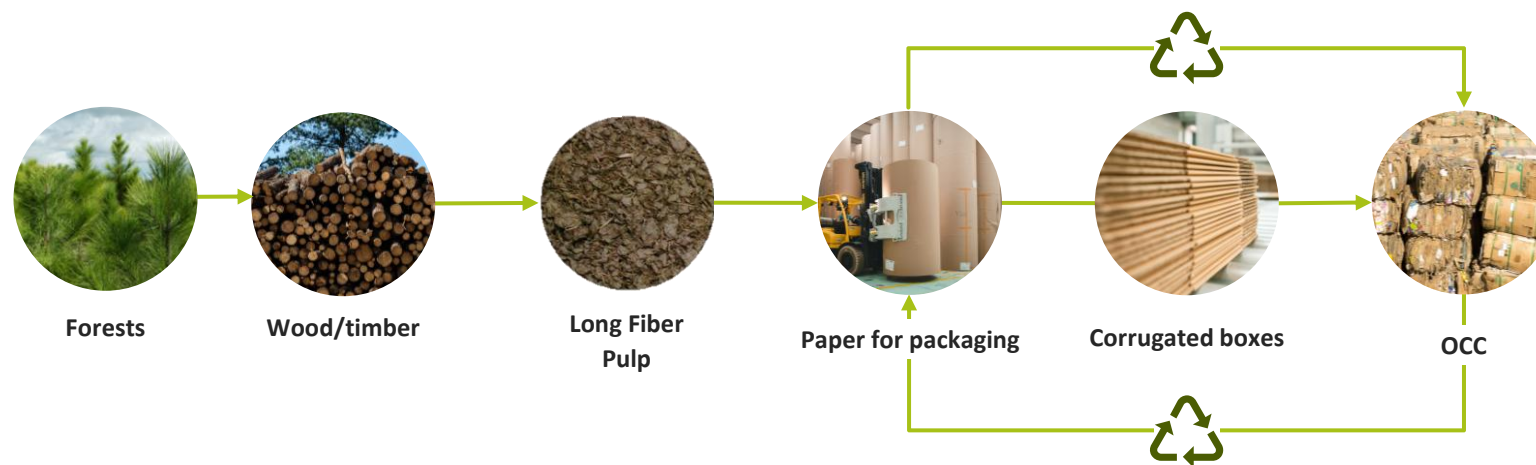 Forests
Wood/timber
Long Fiber
Pulp
Paper for packaging
Corrugated boxes
OCC